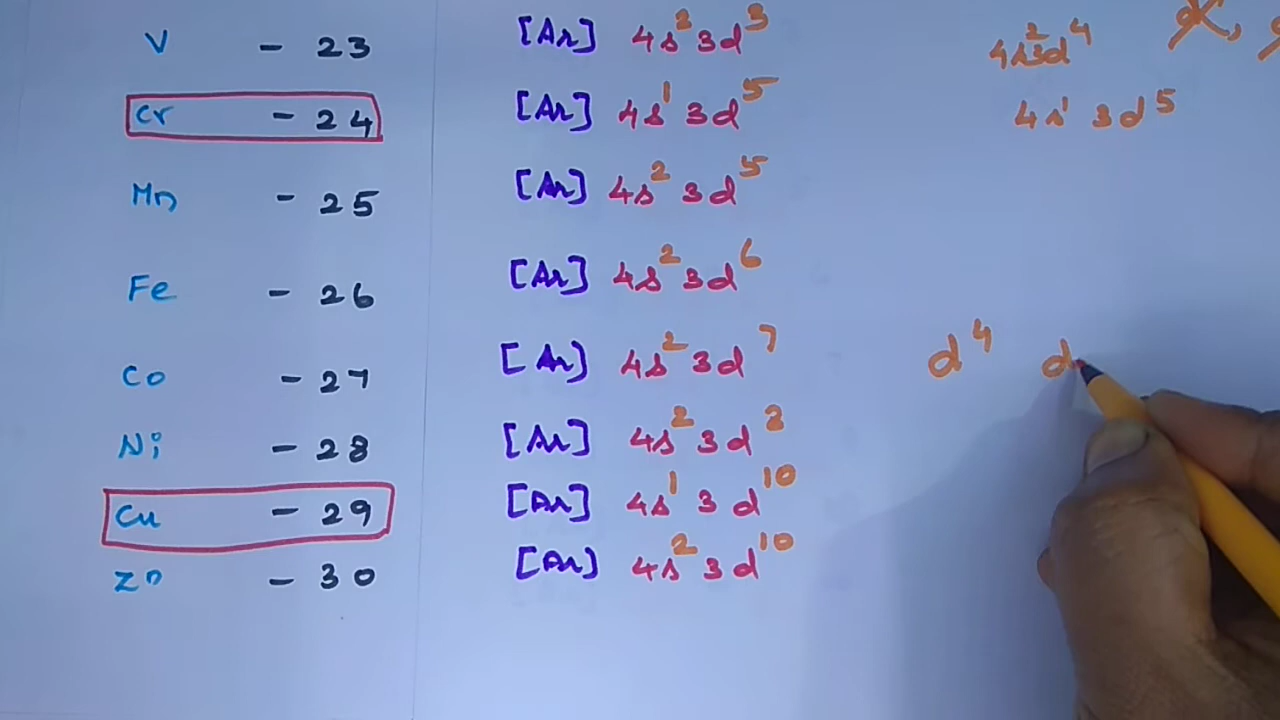 V - 23 [Ar] 4s² 3d³ 4s²3d⁴
Cr - 24 [Ar] 4s¹ 3d⁵ 4s¹ 3d⁵
Mn - 25 [Ar] 4s² 3d⁵
Fe - 26 [Ar] 4s² 3d⁶
Co - 27 [Ar] 4s² 3d⁷ d⁴ d
Ni - 28 [Ar] 4s² 3d⁸
Cu - 29 [Ar] 4s¹ 3d¹⁰
Zn - 30 [Ar] 4s² 3d¹⁰